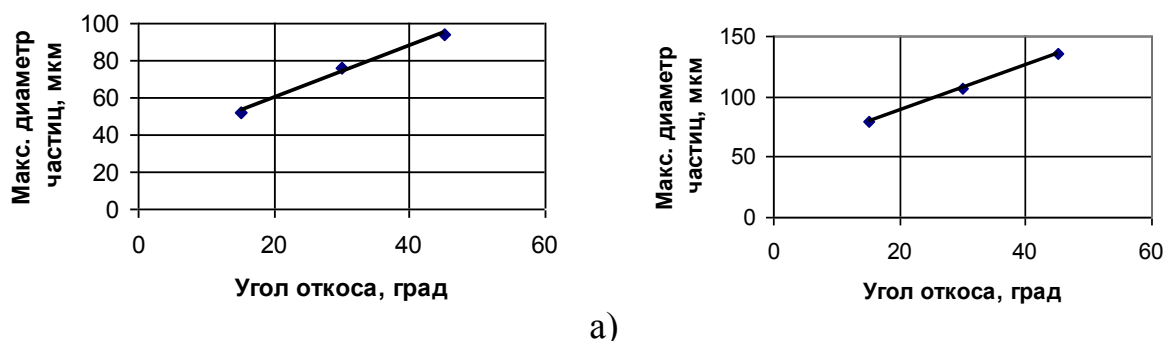 Макс. диаметр
частиц, мкм
100
80
60
40
20
0
0 20 40 60
Угол откоса, град
Макс. диаметр
частиц, мкм
150
100
50
0
0 20 40 60
Угол откоса, град
а)